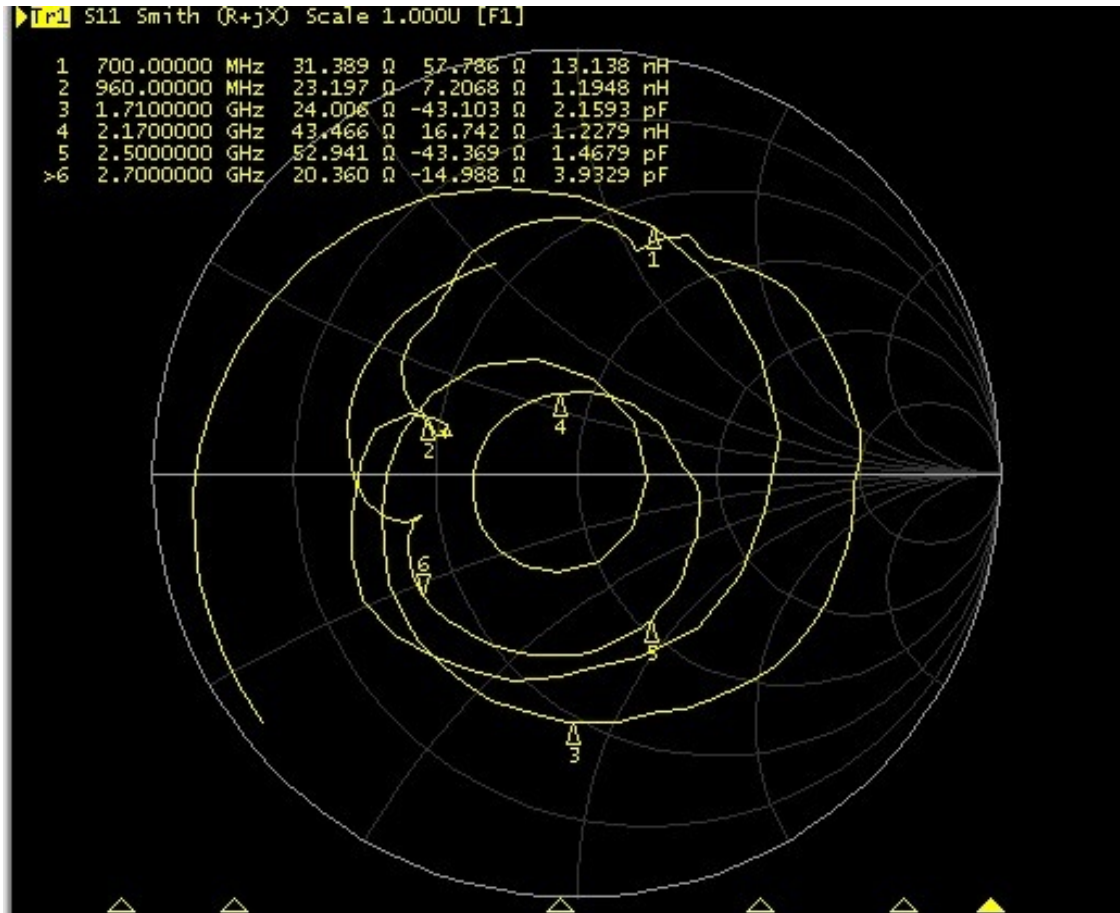 Tr1 S11 Smith (R+jX) Scale 1.000U [F1]
1 700.00000 MHz 31.389 Ω 57.786 Ω 13.138 nH
2 960.00000 MHz 23.197 Ω 7.2068 Ω 1.1948 nH
3 1.7100000 GHz 24.006 Ω -43.103 Ω 2.1593 pF
4 2.1700000 GHz 43.466 Ω 16.742 Ω 1.2279 nH
5 2.5000000 GHz 52.941 Ω -43.369 Ω 1.4679 pF
>6 2.7000000 GHz 20.360 Ω -14.988 Ω 3.9329 pF
1
4
2
6
5
3